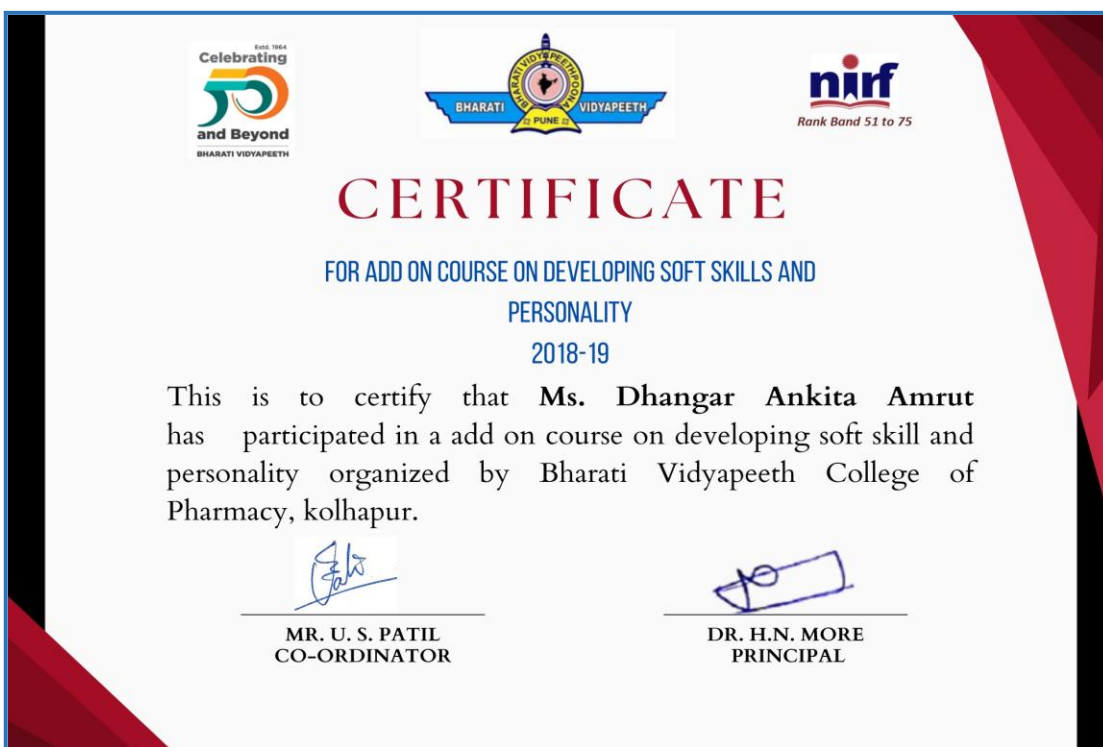 Estd. 1964
Celebrating
50
and Beyond
BHARATI VIDYAPEETH
BHARATI VIDYAPEETH POONA
BHARATI VIDYAPEETH
PUNE
nirf
Rank Band 51 to 75
CERTIFICATE
FOR ADD ON COURSE ON DEVELOPING SOFT SKILLS AND
PERSONALITY
2018-19
This is to certify that Ms. Dhangar Ankita Amrut
has participated in a add on course on developing soft skill and
personality organized by Bharati Vidyapeeth College of
Pharmacy, kolhapur.
MR. U. S. PATIL
CO-ORDINATOR
DR. H.N. MORE
PRINCIPAL